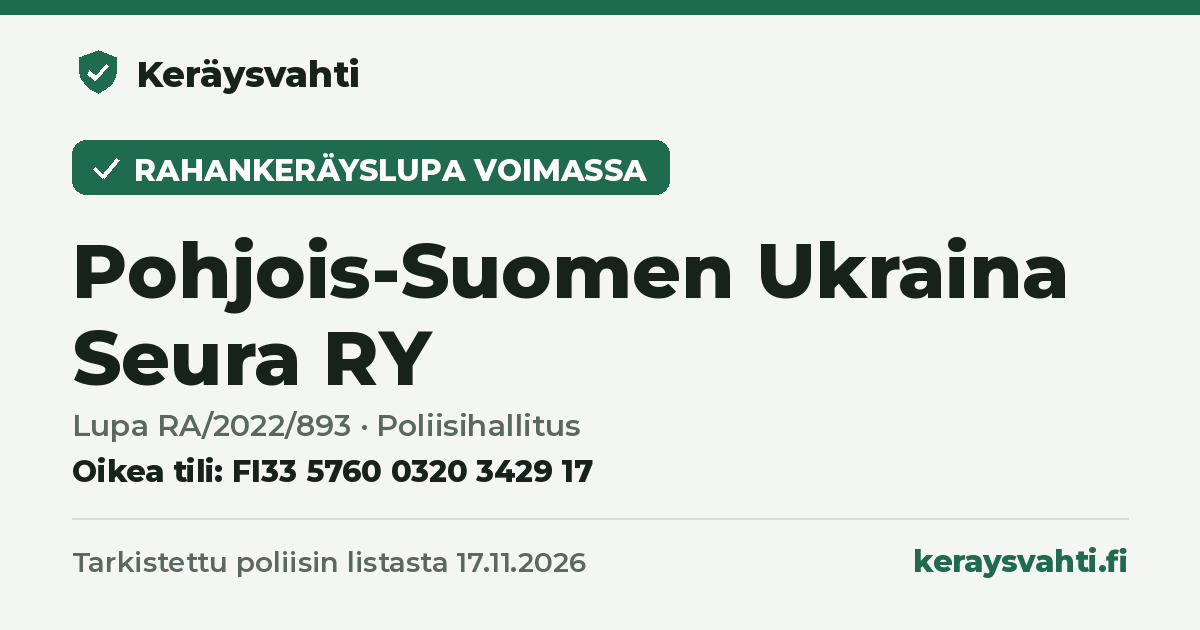 Keräysvahti
RAHANKERÄYSLUPA VOIMASSA
Pohjois-Suomen Ukraina
Seura RY
Lupa RA/2022/893 · Poliisihallitus
Oikea tili: FI33 5760 0320 3429 17
Tarkistettu poliisin listasta 17.11.2026
keraysvahti.fi